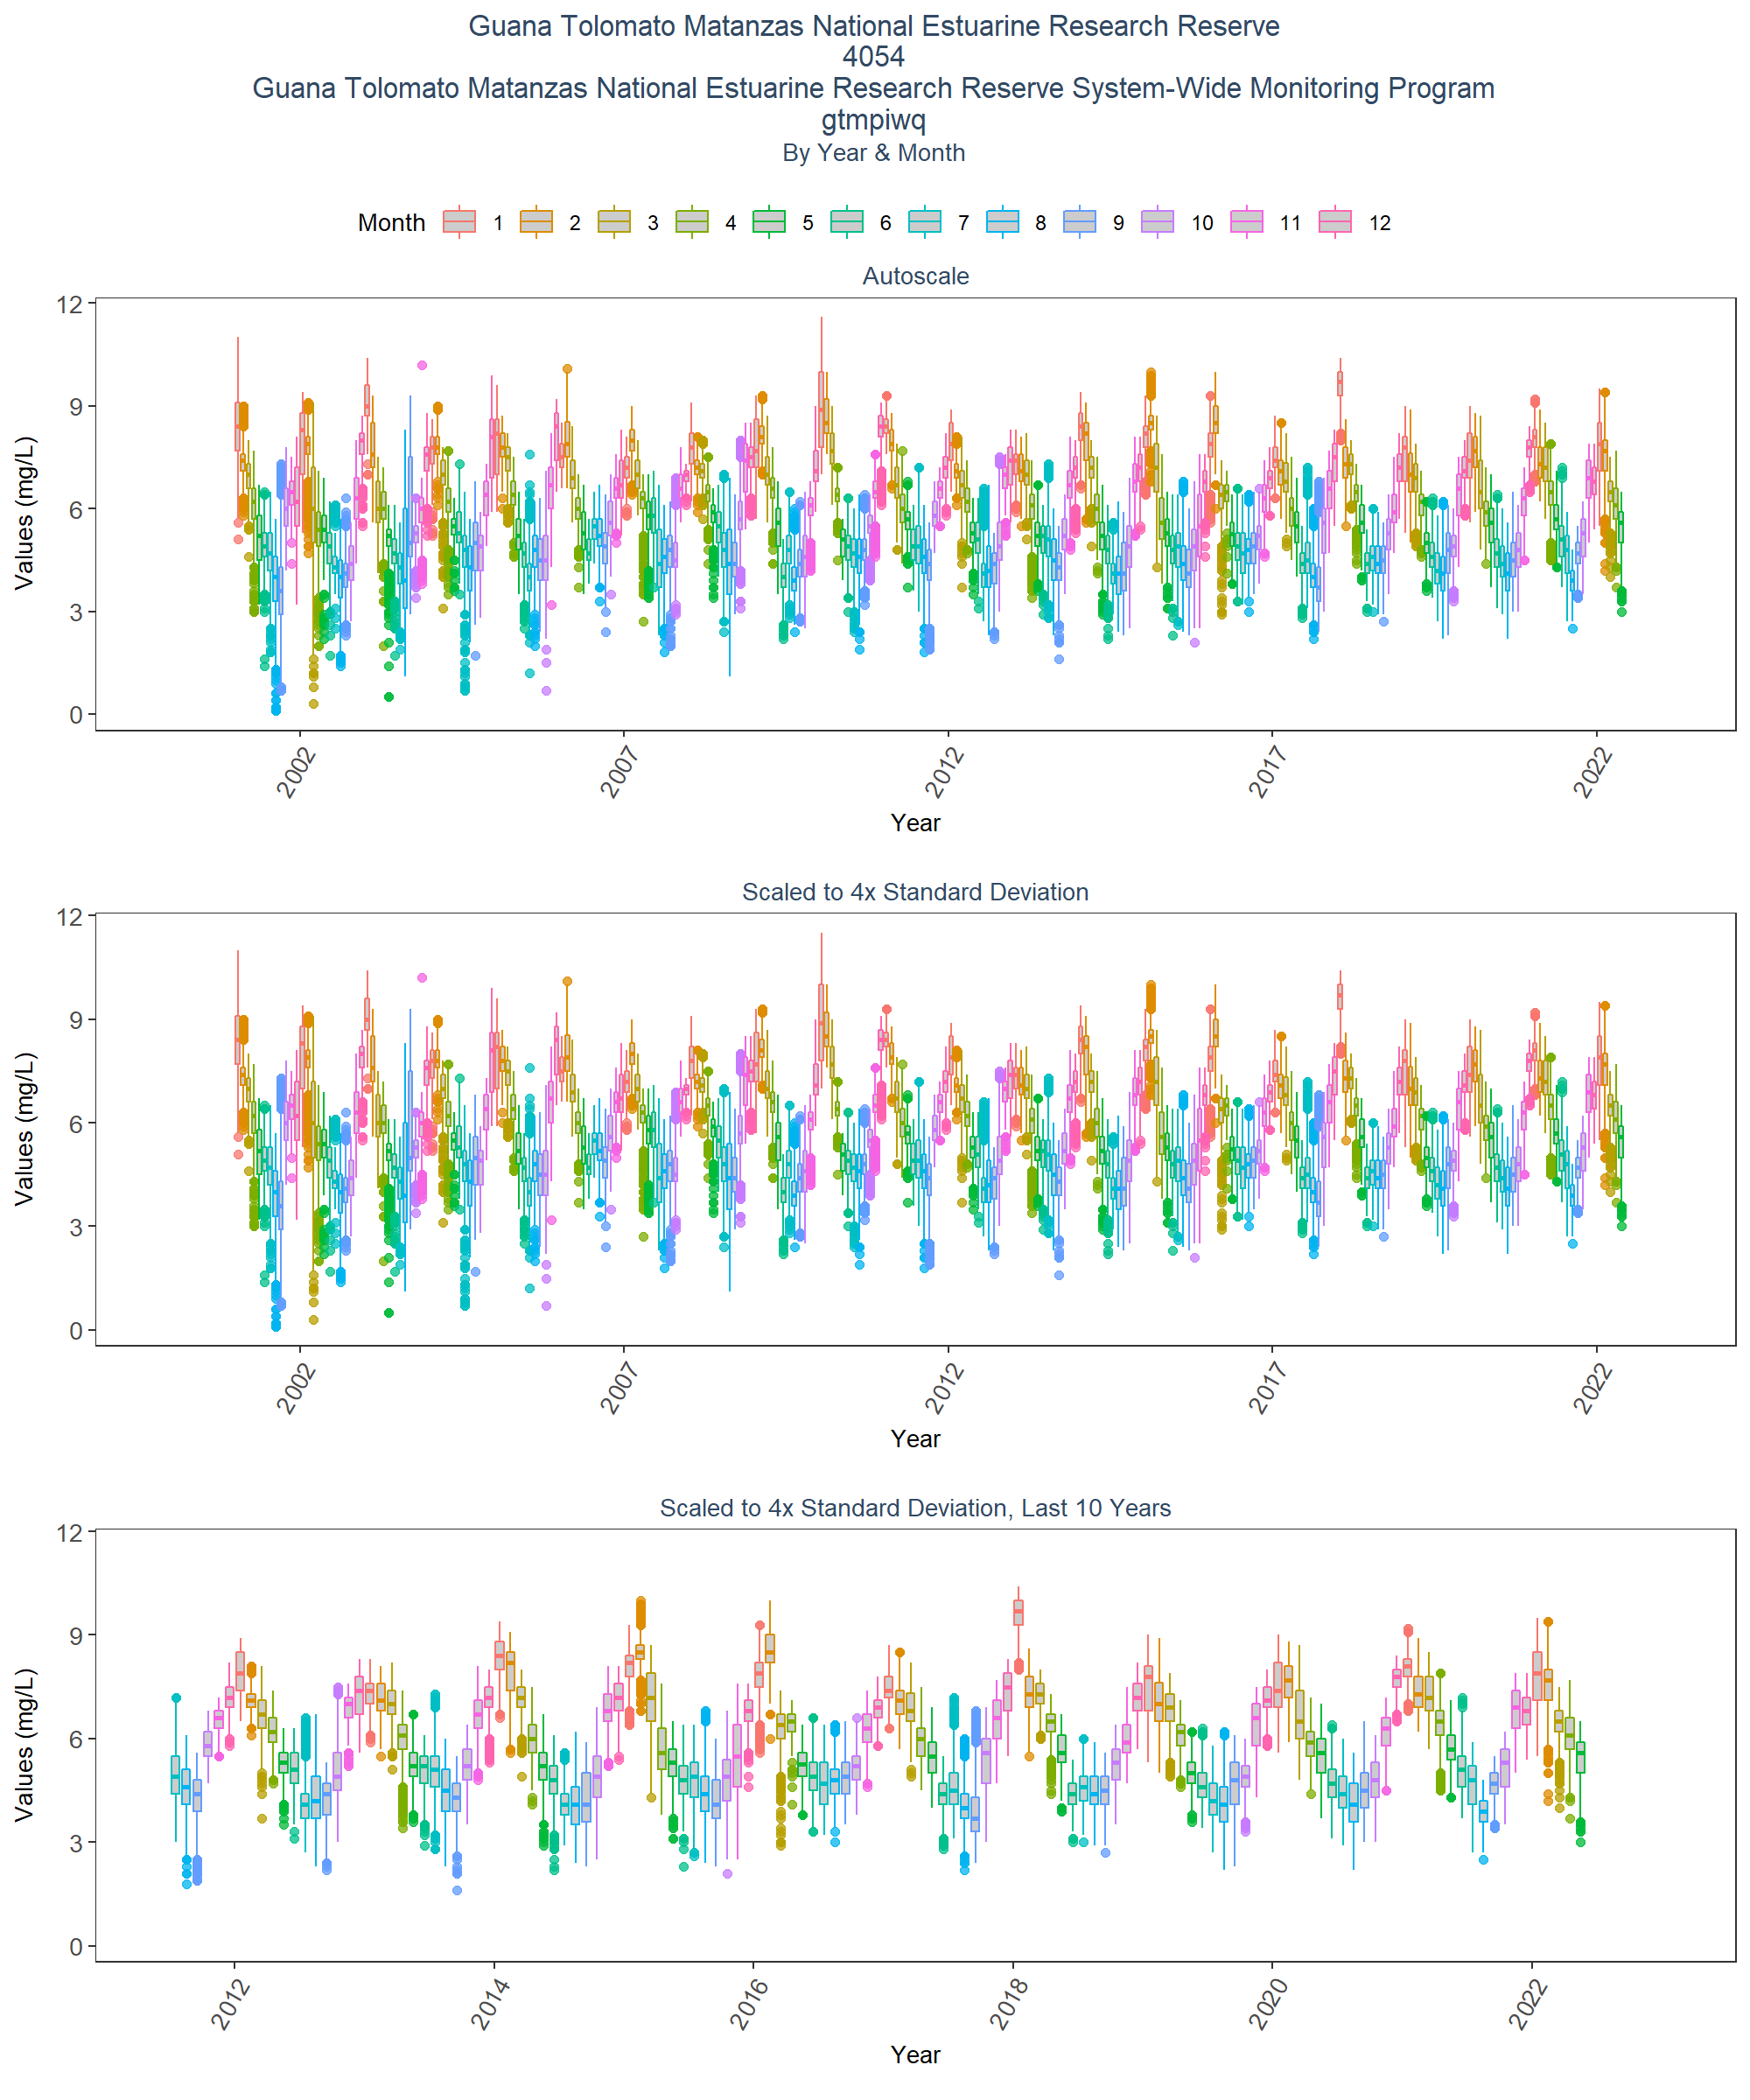 Guana Tolomato Matanzas National Estuarine Research Reserve
4054
Guana Tolomato Matanzas National Estuarine Research Reserve System-Wide Monitoring Program
gtmpiwq
By Year & Month
Month 1 2 3 4 5 6 7 8 9 10 11 12
Autoscale
Values (mg/L)
12
9
6
3
0
2002 2007 2012 2017 2022
Year
Scaled to 4x Standard Deviation
Values (mg/L)
12
9
6
3
0
2002 2007 2012 2017 2022
Year
Scaled to 4x Standard Deviation, Last 10 Years
Values (mg/L)
12
9
6
3
0
2012 2014 2016 2018 2020 2022
Year